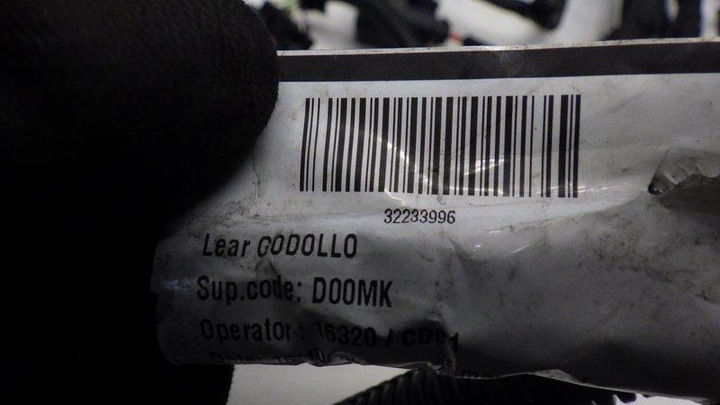 32233996
Lear GODOLLO
Sup.code: D00MK
Operator: 16320 /